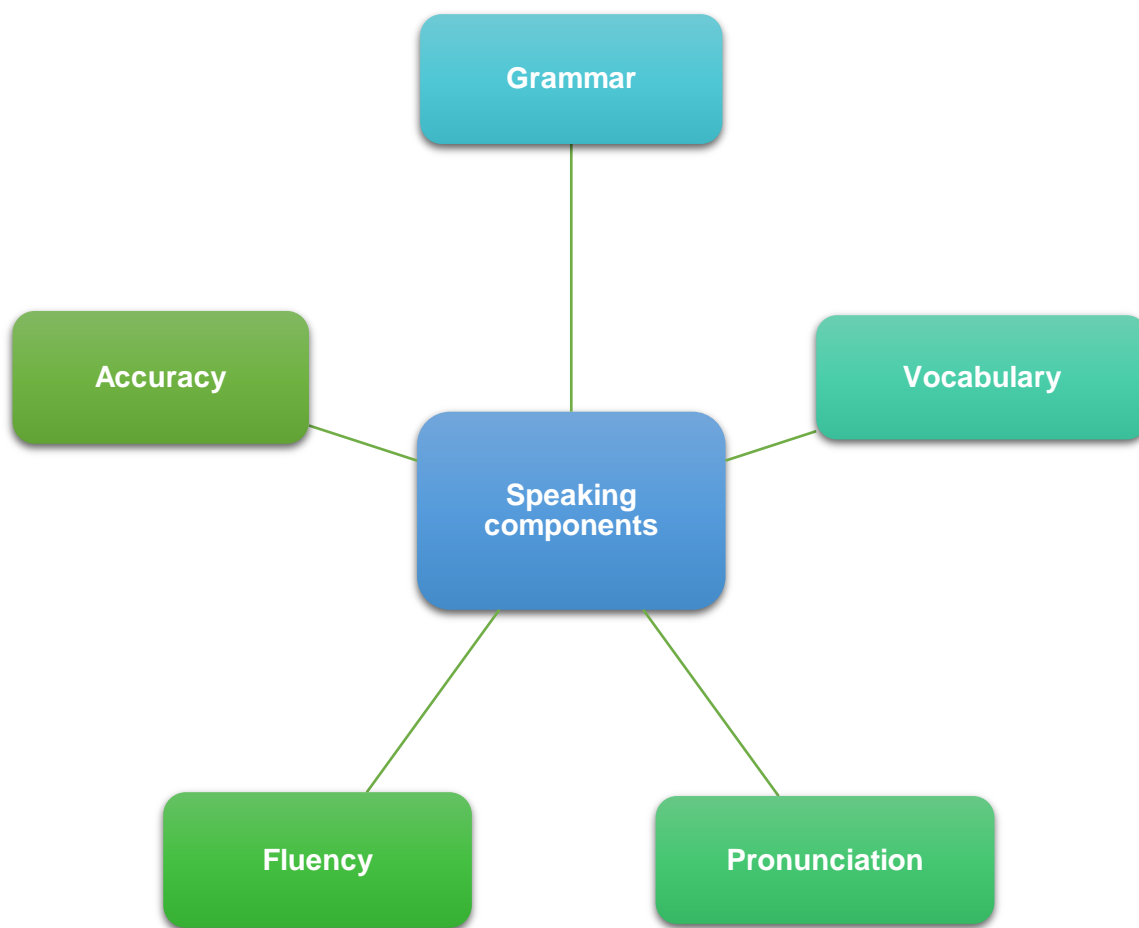 Grammar
Accuracy
Vocabulary
Speaking
components
Fluency
Pronunciation